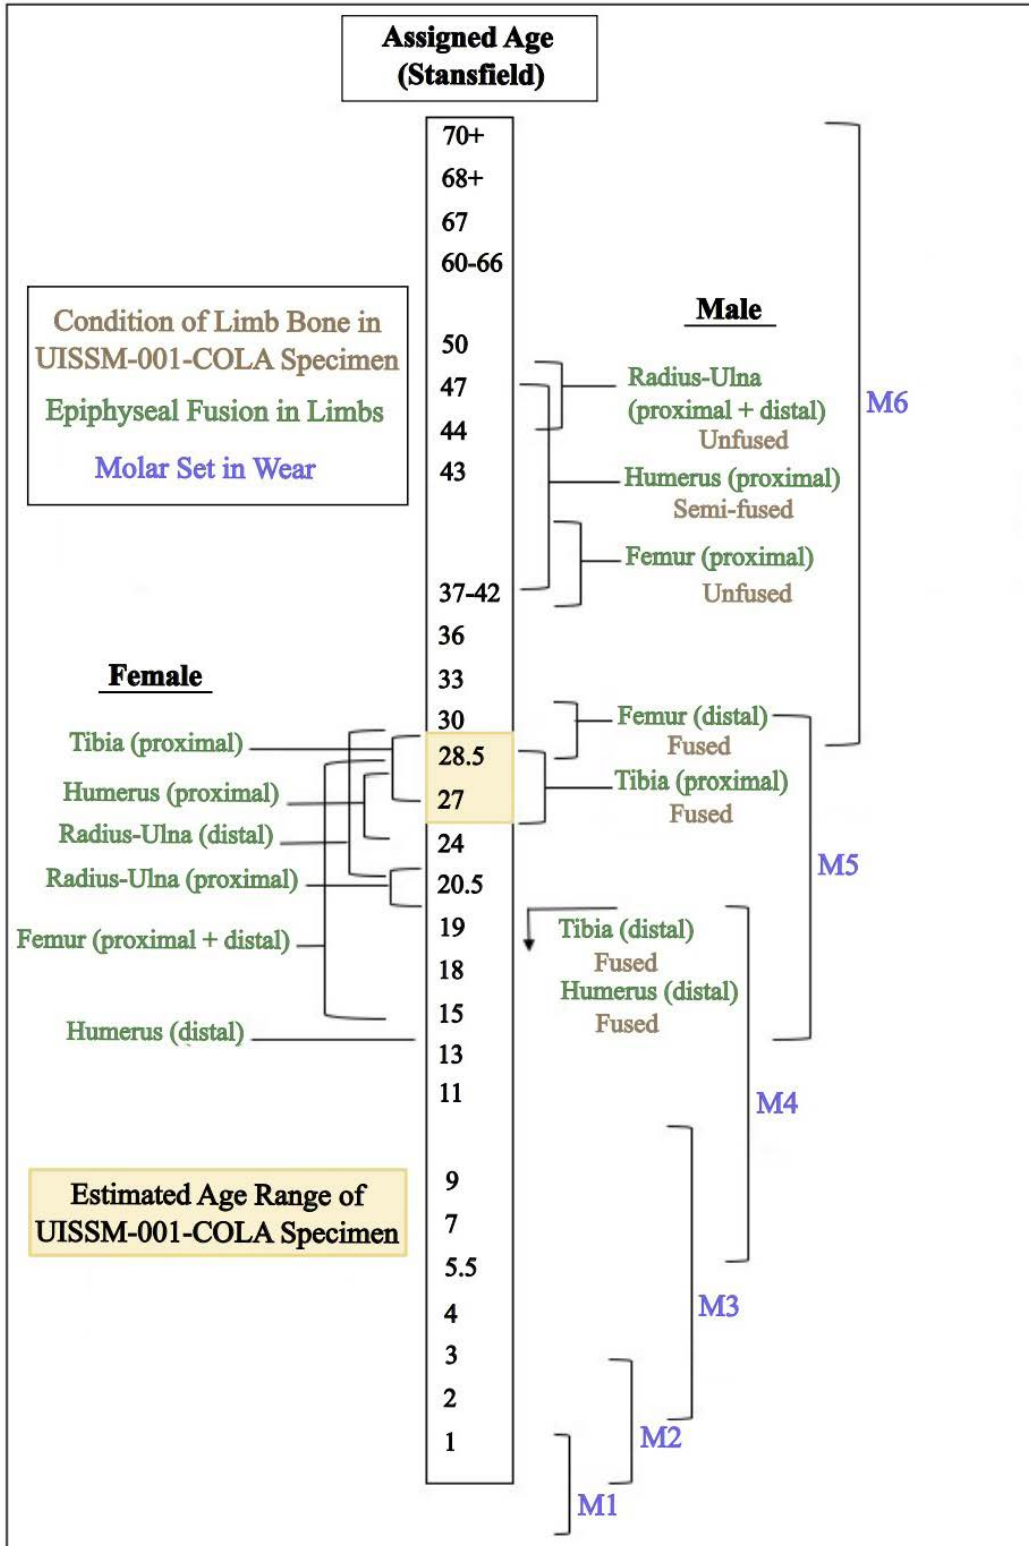 Assigned Age
(Stansfield)
70+
68+
67
60-66
50
47
44
43
37-42
36
33
30
28.5
27
24
20.5
19
18
15
13
11
9
7
5.5
4
3
2
1
Condition of Limb Bone in
UISSM-001-COLA Specimen
Epiphyseal Fusion in Limbs
Molar Set in Wear
Female
Tibia (proximal)
Humerus (proximal)
Radius-Ulna (distal)
Radius-Ulna (proximal)
Femur (proximal + distal)
Humerus (distal)
Estimated Age Range of
UISSM-001-COLA Specimen
Male
Radius-Ulna
(proximal + distal)
Unfused
Humerus (proximal)
Semi-fused
Femur (proximal)
Unfused
Femur (distal)
Fused
Tibia (proximal)
Fused
Tibia (distal)
Fused
Humerus (distal)
Fused
M6
M5
M4
M3
M2
M1